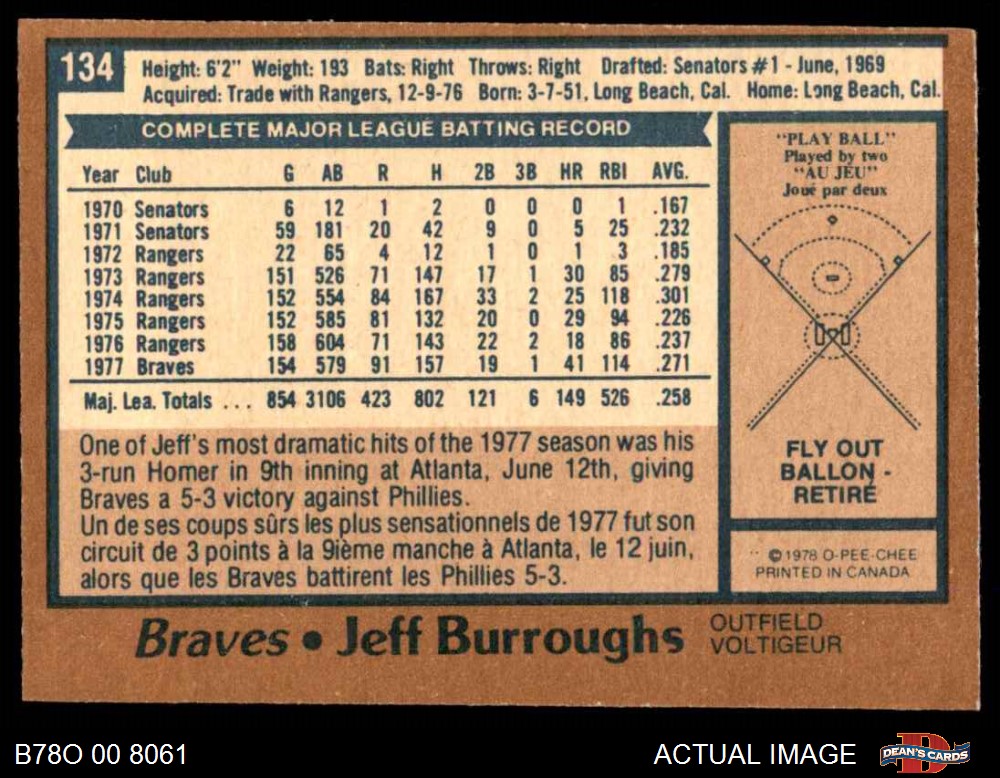 134
Height: 6'2" Weight: 193 Bats: Right Throws: Right Drafted: Senators #1 - June, 1969
Acquired: Trade with Rangers, 12-9-76 Born: 3-7-51, Long Beach, Cal. Home: Long Beach, Cal.
COMPLETE MAJOR LEAGUE BATTING RECORD
Year Club G AB R H 2B 3B HR RBI AVG.
1970 Senators 6 12 1 2 0 0 0 1 .167
1971 Senators 59 181 20 42 9 0 5 25 .232
1972 Rangers 22 65 4 12 1 0 1 3 .185
1973 Rangers 151 526 71 147 17 1 30 85 .279
1974 Rangers 152 554 84 167 33 2 25 118 .301
1975 Rangers 152 585 81 132 20 0 29 94 .226
1976 Rangers 158 604 71 143 22 2 18 86 .237
1977 Braves 154 579 91 157 19 1 41 114 .271
Maj. Lea. Totals ... 854 3106 423 802 121 6 149 526 .258
One of Jeff's most dramatic hits of the 1977 season was his
3-run Homer in 9th inning at Atlanta, June 12th, giving
Braves a 5-3 victory against Phillies.
Un de ses coups sûrs les plus sensationnels de 1977 fut son
circuit de 3 points à la 9ième manche à Atlanta, le 12 juin,
alors que les Braves battirent les Phillies 5-3.
"PLAY BALL"
Played by two
"AU JEU"
Joué par deux
FLY OUT
BALLON -
RETIRÉ
© 1978 O-PEE-CHEE
PRINTED IN CANADA
Braves • Jeff Burroughs
OUTFIELD
VOLTIGEUR
B78O 00 8061
ACTUAL IMAGE
D
DEAN'S CARDS